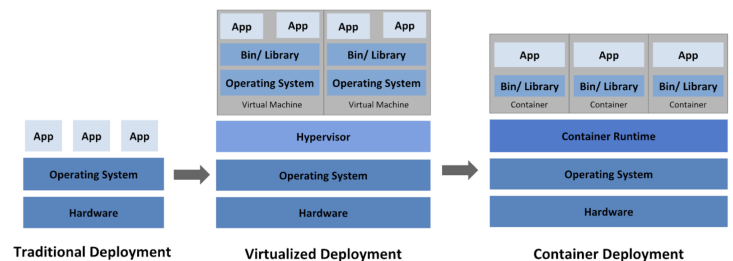 App App App
Operating System
Hardware
Traditional Deployment
App App App App
Bin/ Library Bin/ Library
Operating System Operating System
Virtual Machine Virtual Machine
Hypervisor
Operating System
Hardware
Virtualized Deployment
App App App
Bin/ Library Bin/ Library Bin/ Library
Container Container Container
Container Runtime
Operating System
Hardware
Container Deployment